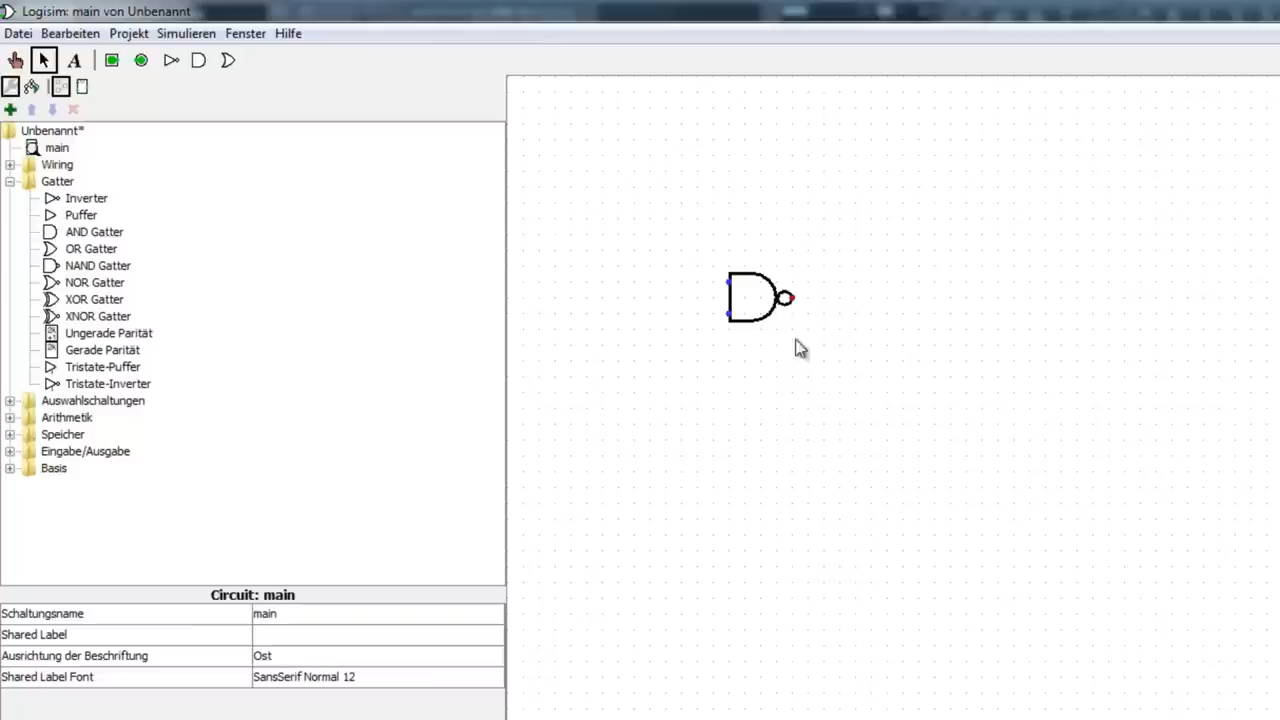 Logisim: main von Unbenannt
Datei Bearbeiten Projekt Simulieren Fenster Hilfe
A
Unbenannt*
main
Wiring
Gatter
Inverter
Puffer
AND Gatter
OR Gatter
NAND Gatter
NOR Gatter
XOR Gatter
XNOR Gatter
Ungerade Parität
Gerade Parität
Tristate-Puffer
Tristate-Inverter
Auswahlschaltungen
Arithmetik
Speicher
Eingabe/Ausgabe
Basis
Circuit: main
Schaltungsname main
Shared Label
Ausrichtung der Beschriftung Ost
Shared Label Font SansSerif Normal 12